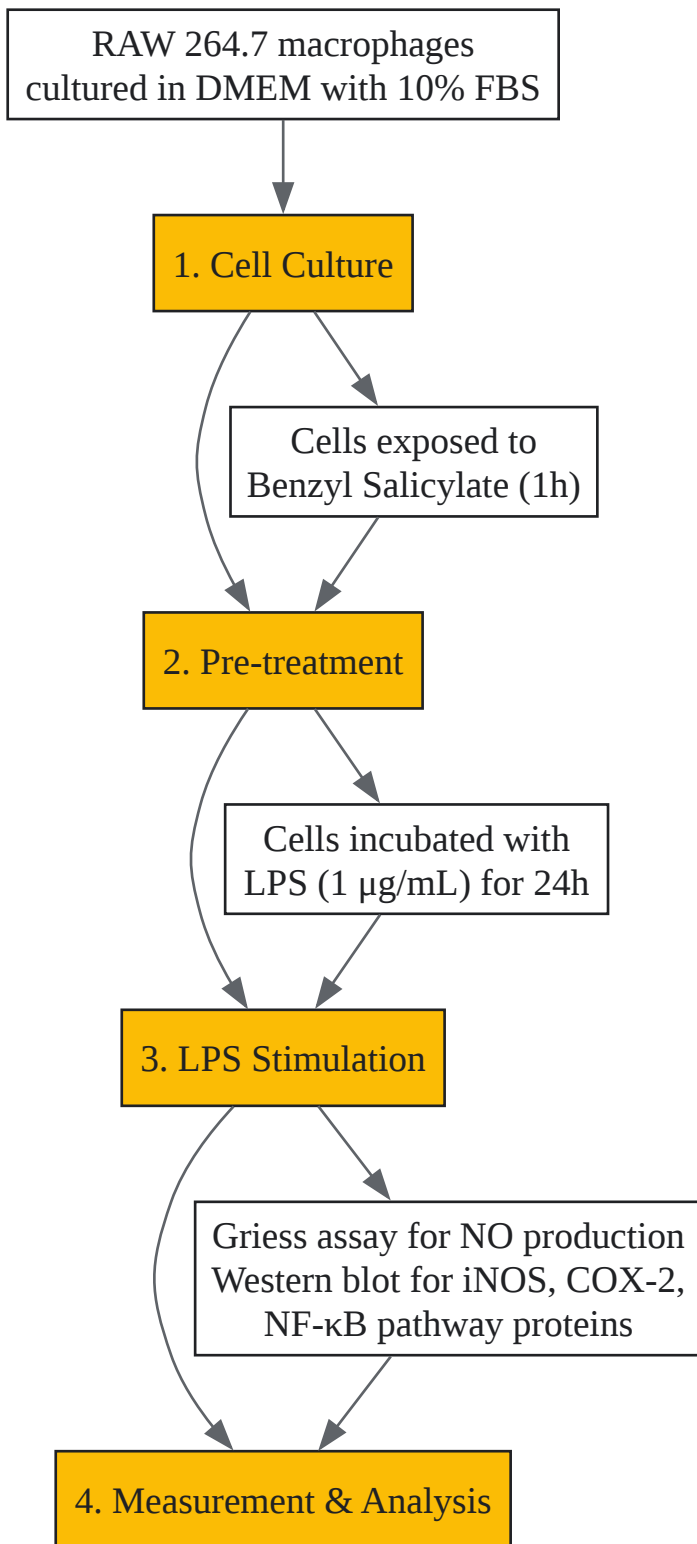 RAW 264.7 macrophages
cultured in DMEM with 10% FBS
1. Cell Culture
Cells exposed to
Benzyl Salicylate (1h)
2. Pre-treatment
Cells incubated with
LPS (1 μg/mL) for 24h
3. LPS Stimulation
Griess assay for NO production
Western blot for iNOS, COX-2,
NF-κB pathway proteins
4. Measurement & Analysis